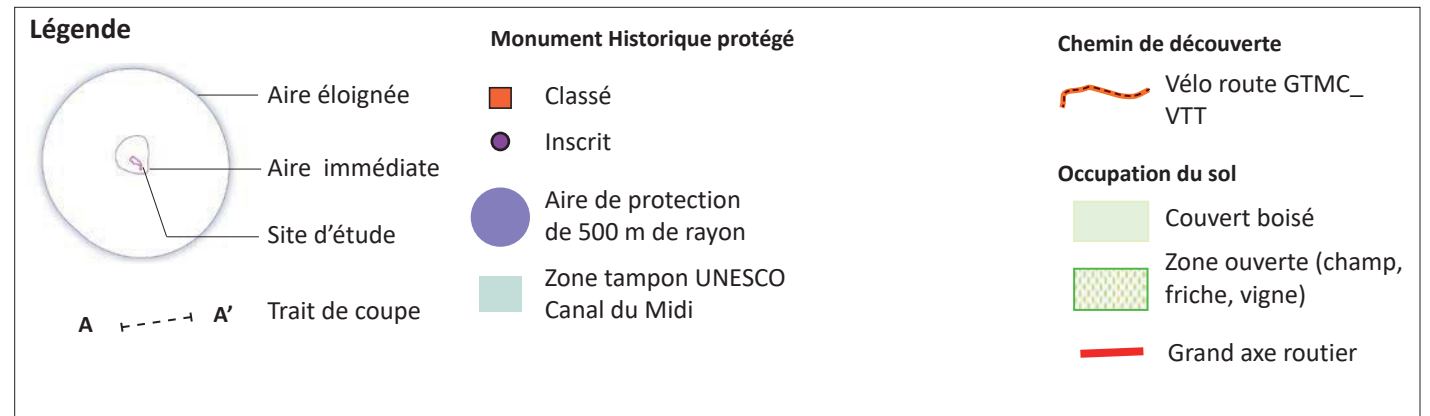 Légende
Aire éloignée
Aire immédiate
Site d'étude
A A' Trait de coupe
Monument Historique protégé
Classé
Inscrit
Aire de protection
de 500 m de rayon
Zone tampon UNESCO
Canal du Midi
Chemin de découverte
Vélo route GTMC_
VTT
Occupation du sol
Couvert boisé
Zone ouverte (champ,
friche, vigne)
Grand axe routier